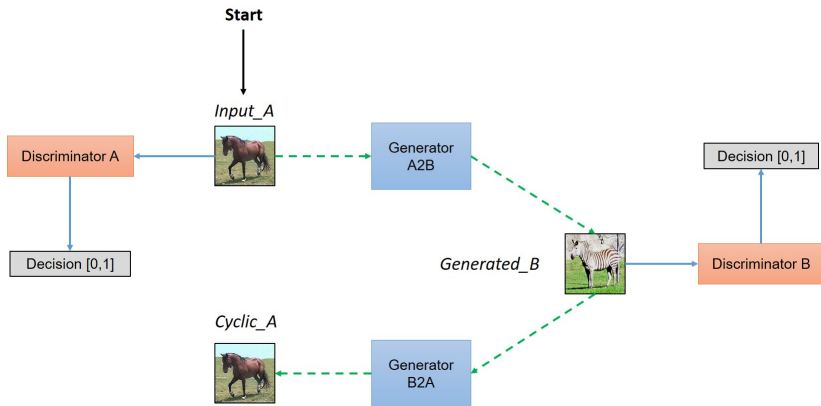 Start
Input_A
Discriminator A
Generator
A2B
Decision [0,1]
Decision [0,1]
Generated_B
Discriminator B
Cyclic_A
Generator
B2A